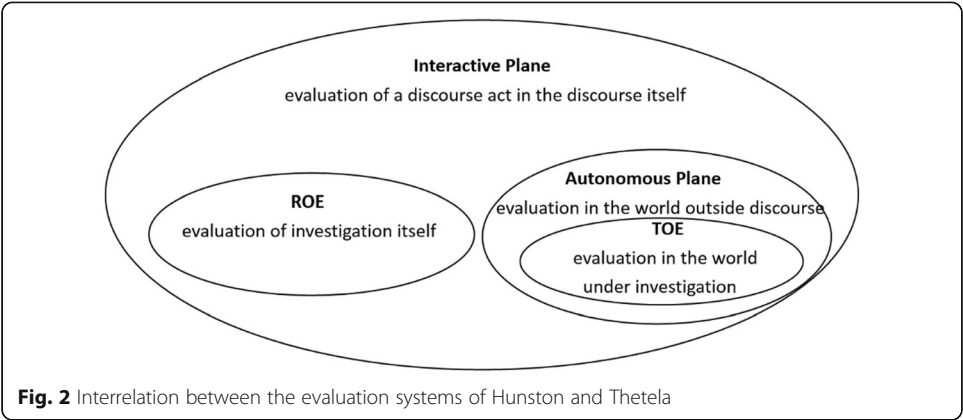 Interactive Plane
evaluation of a discourse act in the discourse itself
ROE
evaluation of investigation itself
Autonomous Plane
evaluation in the world outside discourse
TOE
evaluation in the world
under investigation
Fig. 2 Interrelation between the evaluation systems of Hunston and Thetela